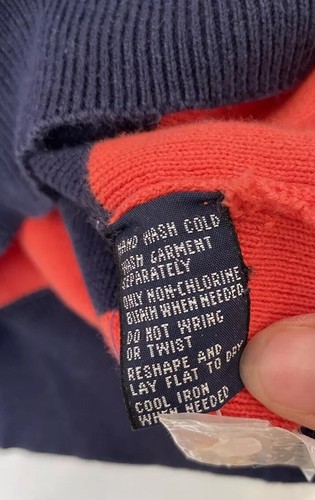 HAND WASH COLD
WASH GARMENT
SEPARATELY
ONLY NON-CHLORINE
BLEACH WHEN NEEDED
DO NOT WRING
OR TWIST
RESHAPE AND
LAY FLAT TO DRY
COOL IRON
WHEN NEEDED